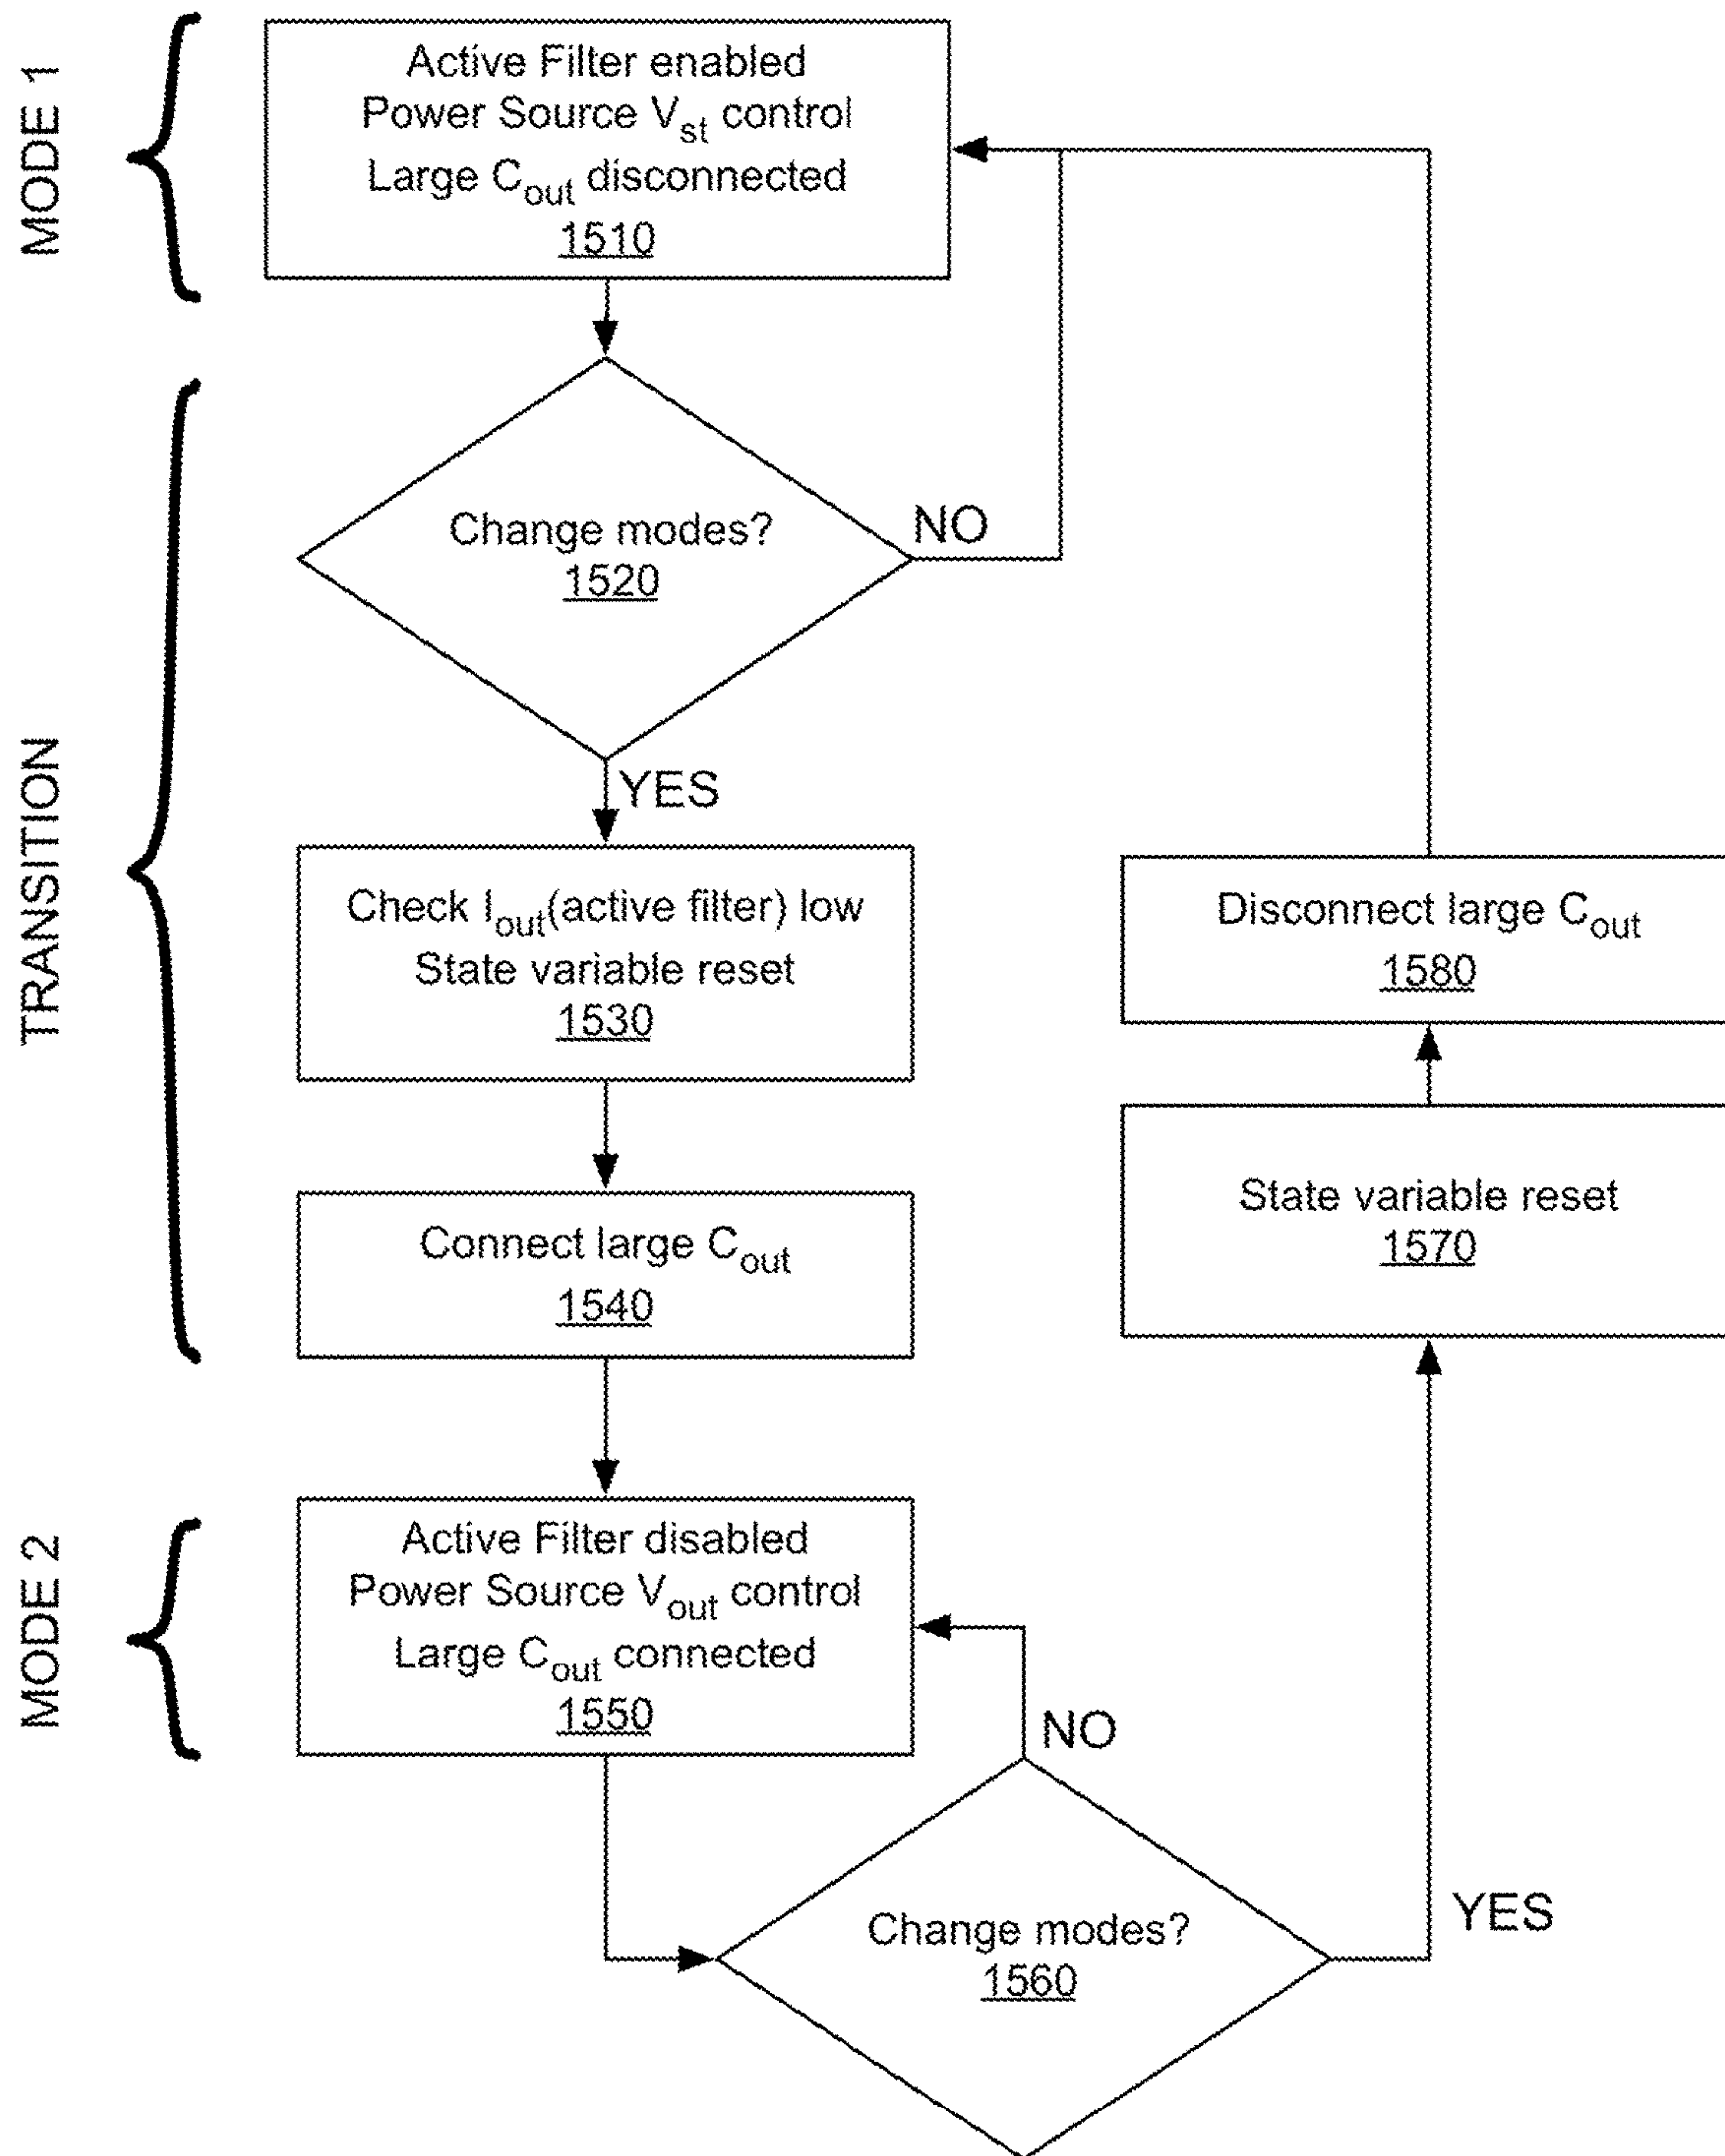 MODE 1
Active Filter enabled
Power Source Vst control
Large Cout disconnected
1510
TRANSITION
Change modes?
1520
NO
YES
Check Iout(active filter) low
State variable reset
1530
Connect large Cout
1540
Disconnect large Cout
1580
State variable reset
1570
MODE 2
Active Filter disabled
Power Source Vout control
Large Cout connected
1550
NO
Change modes?
1560
YES